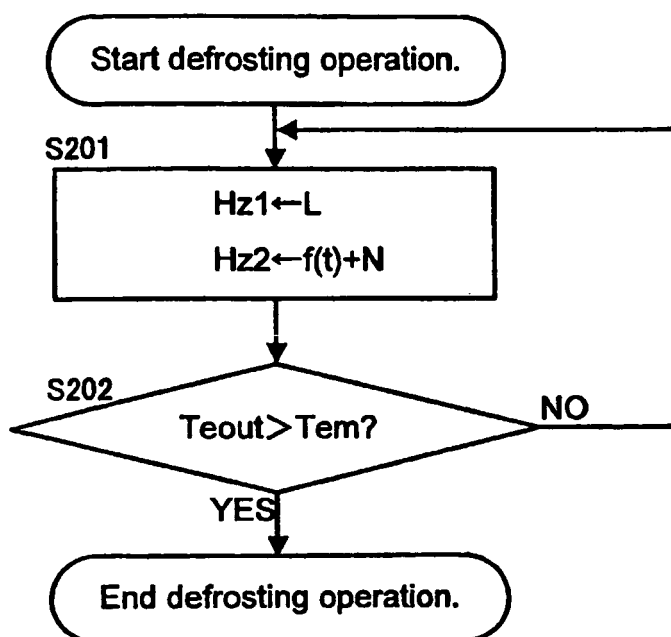 Start defrosting operation.
S201
Hz1←L
Hz2←f(t)+N
S202
Teout>Tem?
NO
YES
End defrosting operation.